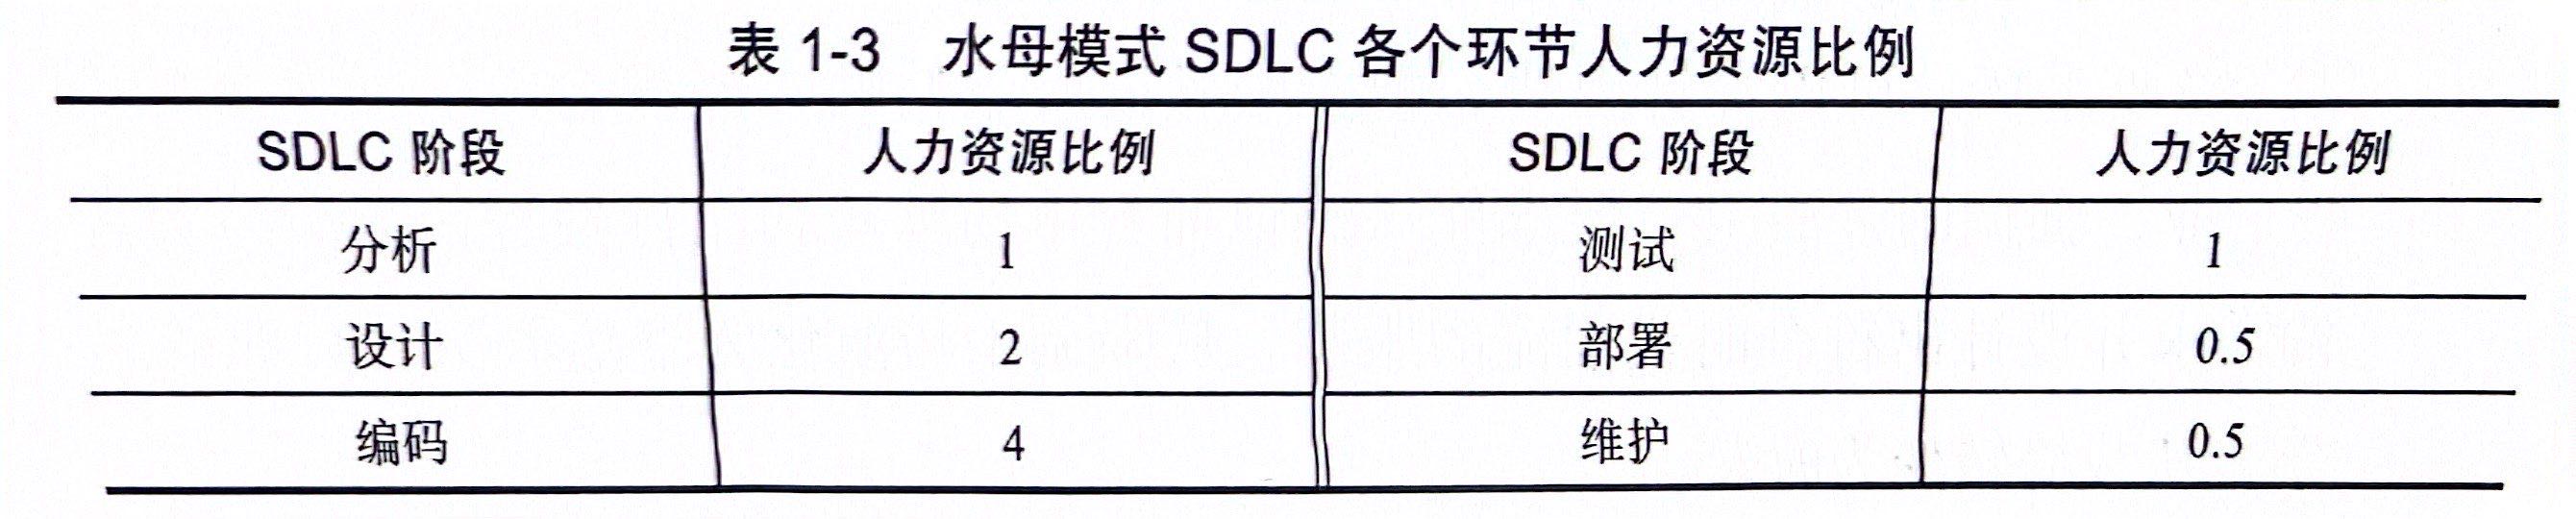 表 1-3 水母模式 SDLC 各个环节人力资源比例
SDLC 阶段 人力资源比例 SDLC 阶段 人力资源比例
分析 1 测试 1
设计 2 部署 0.5
编码 4 维护 0.5